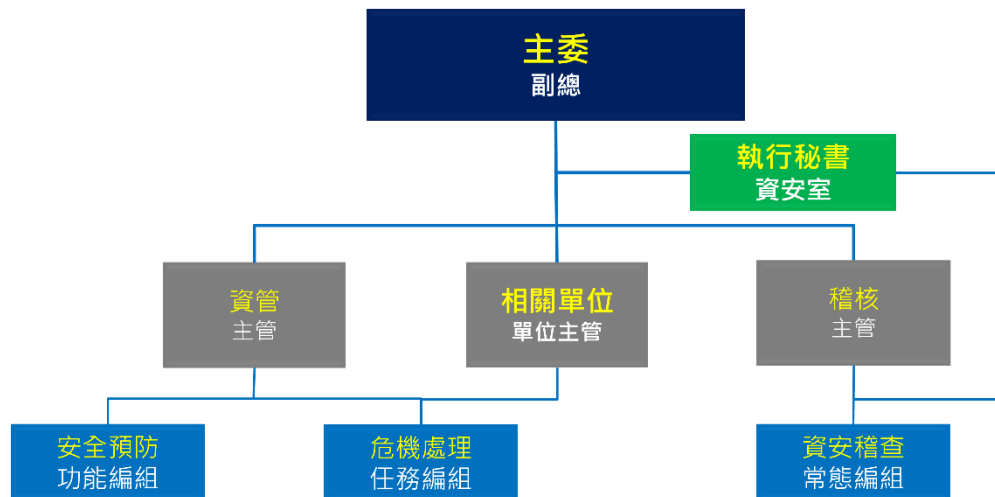 主委
副總
執行秘書
資安室
資管
主管
相關單位
單位主管
稽核
主管
安全預防
功能編組
危機處理
任務編組
資安稽查
常態編組